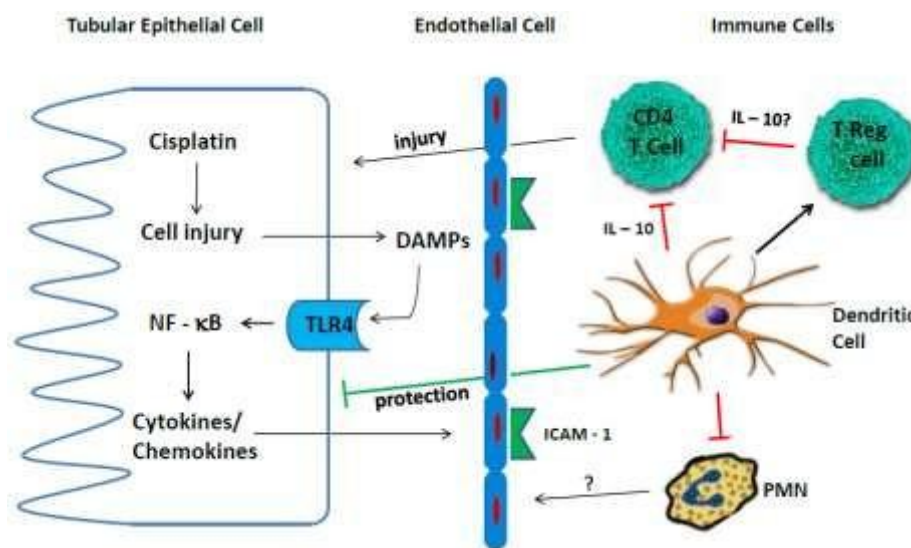 Tubular Epithelial Cell
Endothelial Cell
Immune Cells
Cisplatin
Cell injury
DAMPs
TLR4
NF - κB
Cytokines/
Chemokines
injury
protection
ICAM - 1
?
CD4
T Cell
IL – 10?
T Reg
cell
IL – 10
Dendritic
Cell
PMN